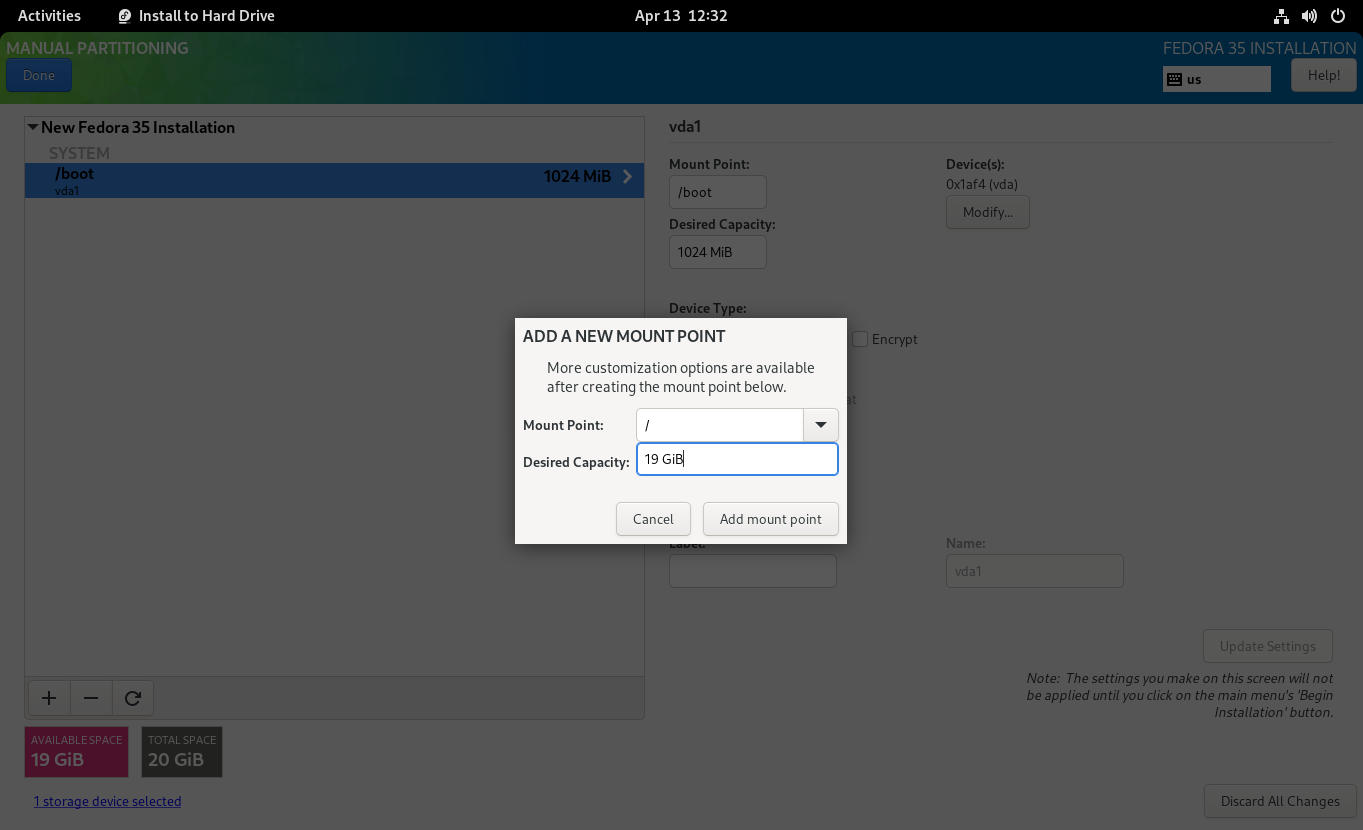 Activities
Install to Hard Drive
Apr 13 12:32
MANUAL PARTITIONING
FEDORA 35 INSTALLATION
Done
us
Help!
New Fedora 35 Installation
SYSTEM
/boot
1024 MiB
vda1
vda1
Mount Point:
Device(s):
/boot
0x1af4 (vda)
Modify...
Desired Capacity:
1024 MiB
Device Type:
Encrypt
ADD A NEW MOUNT POINT
More customization options are available
after creating the mount point below.
Mount Point:
/
Desired Capacity:
19 GiB
Cancel
Add mount point
Label:
Name:
vda1
Update Settings
Note: The settings you make on this screen will not
be applied until you click on the main menu's 'Begin
Installation' button.
AVAILABLE SPACE
19 GiB
TOTAL SPACE
20 GiB
1 storage device selected
Discard All Changes